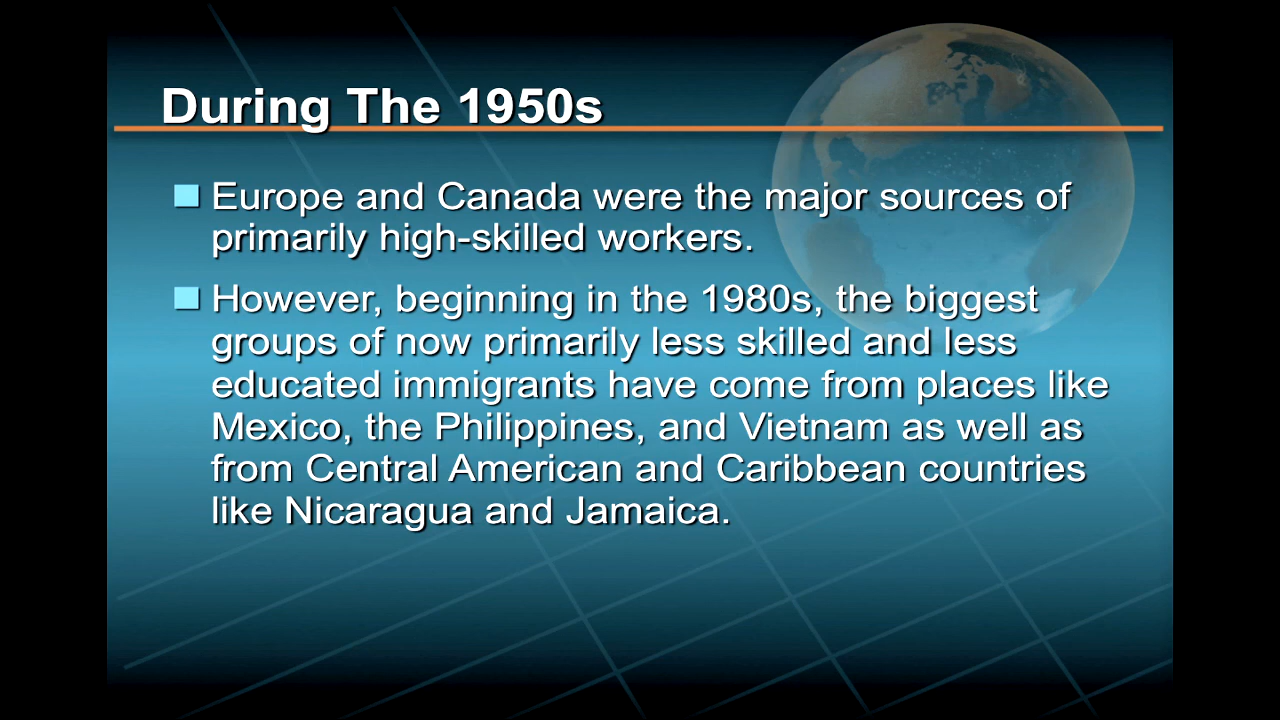 During The 1950s
Europe and Canada were the major sources of
primarily high-skilled workers.
However, beginning in the 1980s, the biggest
groups of now primarily less skilled and less
educated immigrants have come from places like
Mexico, the Philippines, and Vietnam as well as
from Central American and Caribbean countries
like Nicaragua and Jamaica.